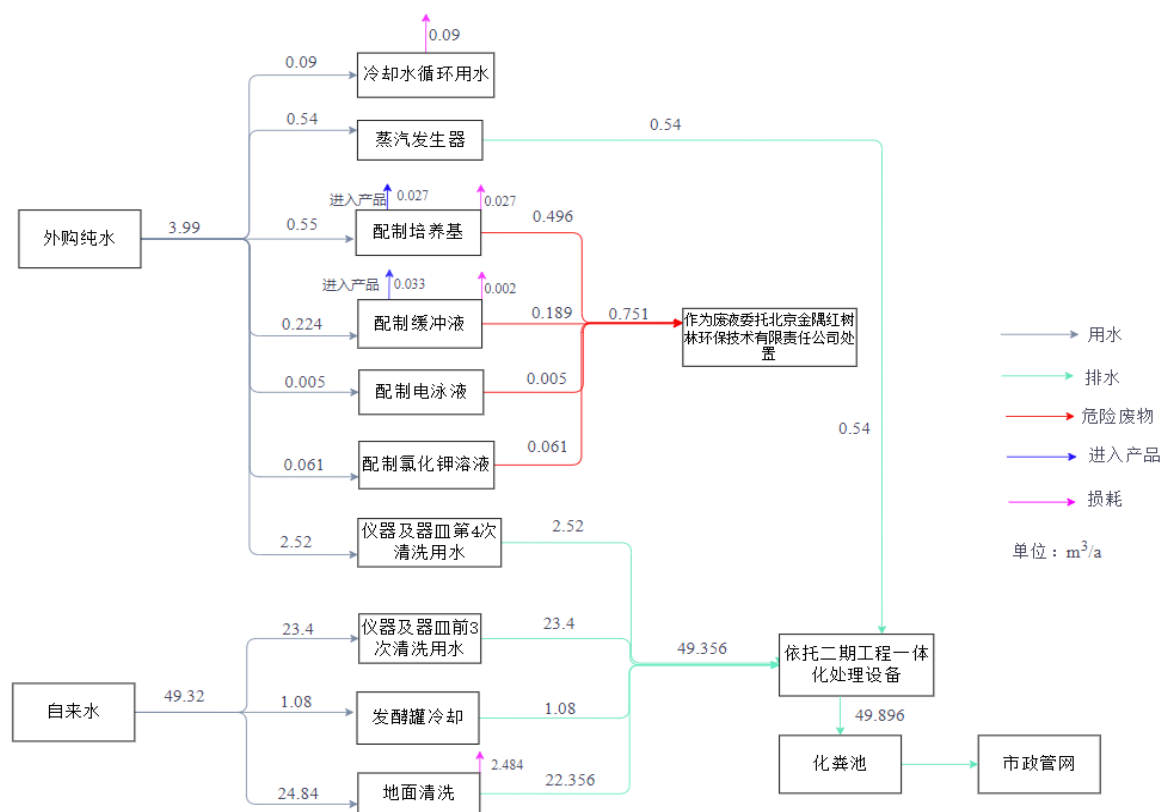 0.09
0.09
冷却水循环用水
0.54
蒸汽发生器
0.54
进入产品
0.027
0.027
外购纯水
3.99
0.55
配制培养基
0.496
进入产品
0.033
0.002
0.224
配制缓冲液
0.189
0.751
作为废液委托北京金隅红树
林环保技术有限责任公司处
置
用水
0.005
配制电泳液
0.005
排水
0.54
危险废物
0.061
配制氯化钾溶液
0.061
进入产品
损耗
2.52
仪器及器皿第4次
清洗用水
2.52
单位：m³/a
23.4
仪器及器皿前3
次清洗用水
23.4
49.356
依托二期工程一体
化处理设备
自来水
49.32
1.08
发酵罐冷却
1.08
49.896
化粪池
市政管网
24.84
地面清洗
2.484
22.356